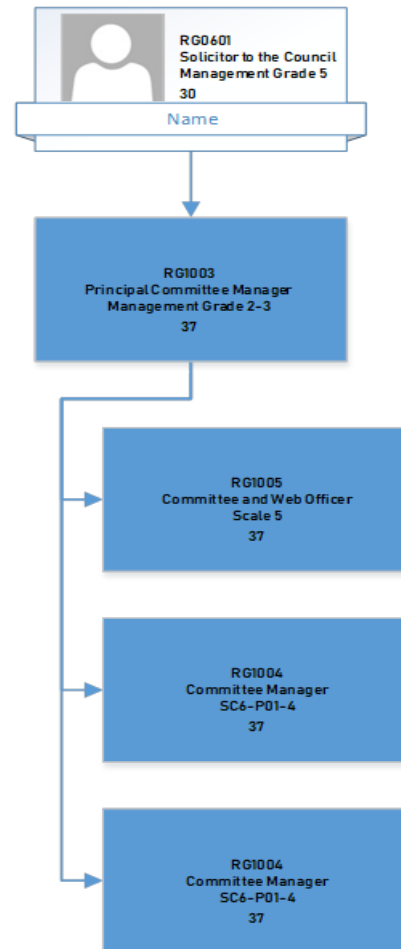 RG0601
Solicitor to the Council
Management Grade 5
30
Name
RG1003
Principal Committee Manager
Management Grade 2-3
37
RG1005
Committee and Web Officer
Scale 5
37
RG1004
Committee Manager
SC6-P01-4
37
RG1004
Committee Manager
SC6-P01-4
37